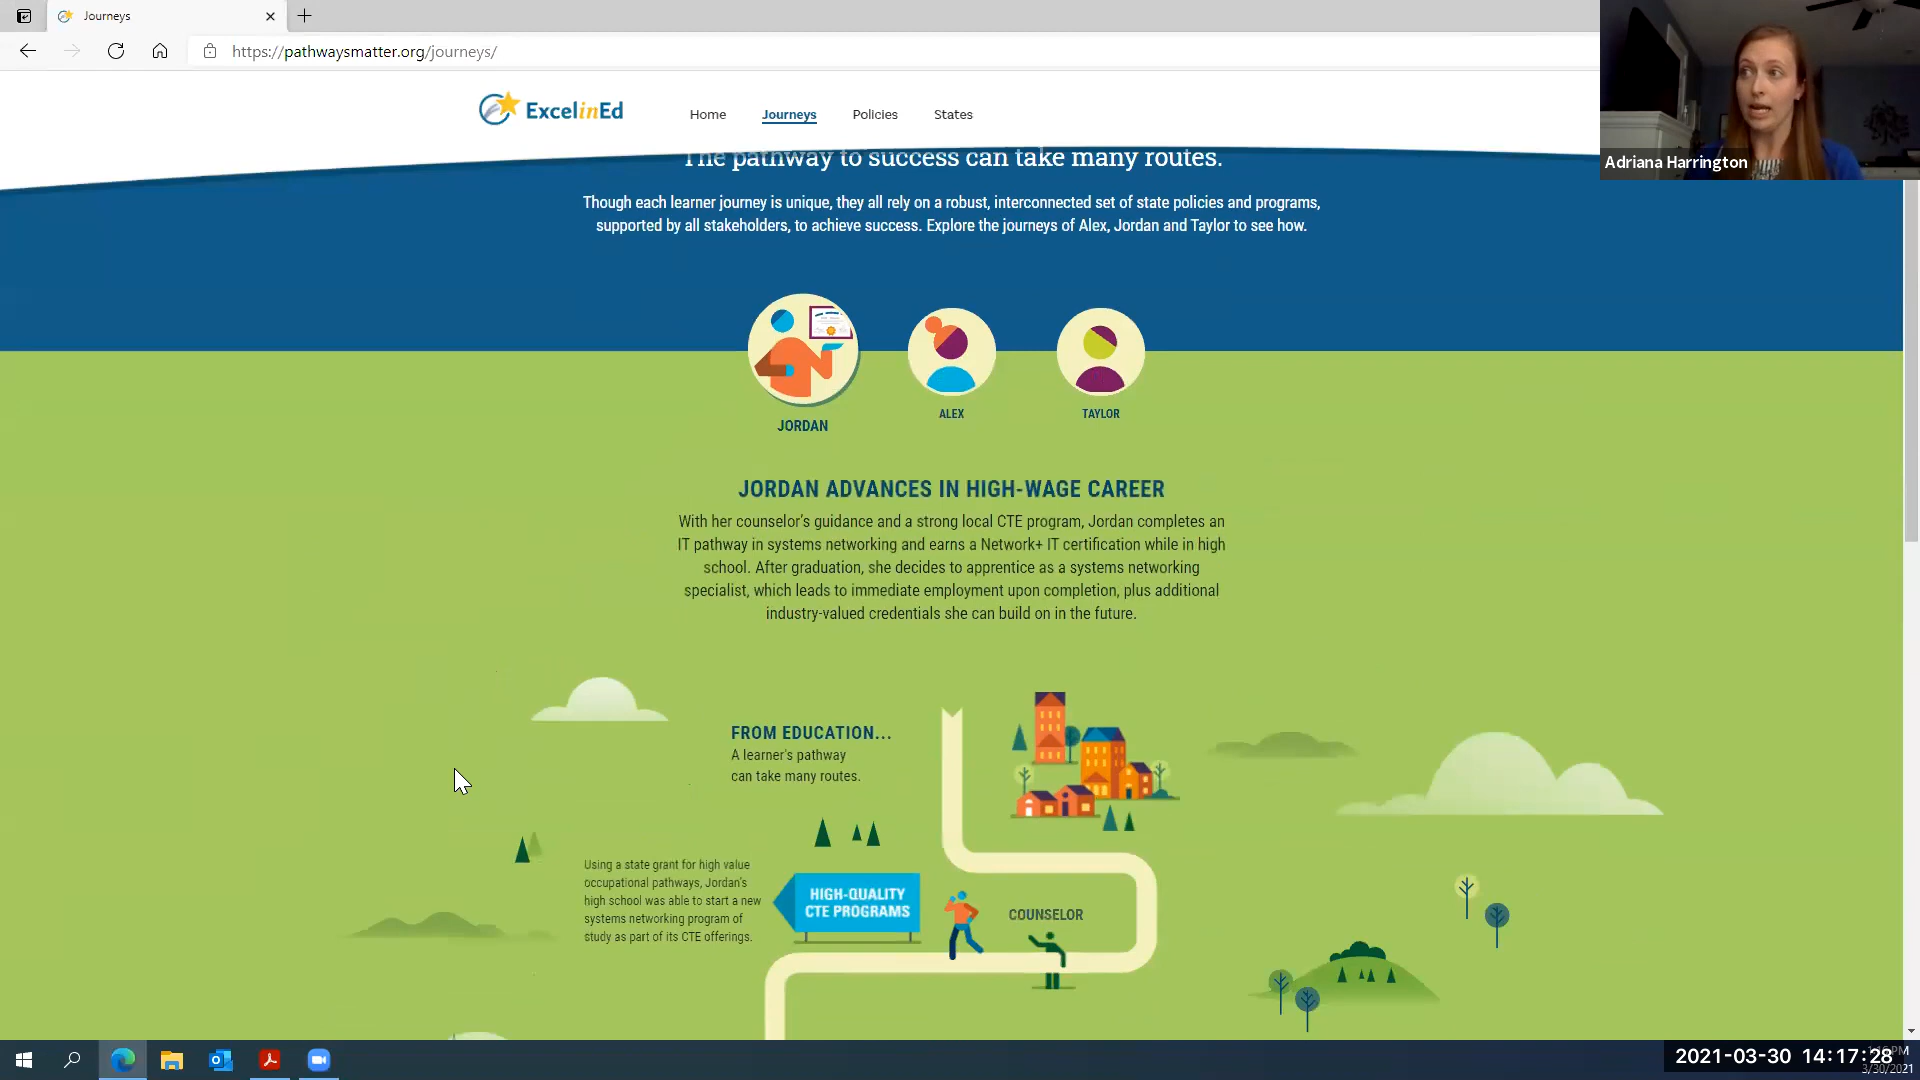 Journeys
https://pathwaysmatter.org/journeys/
ExcelinEd
Home
Journeys
Policies
States
Adriana Harrington
The pathway to success can take many routes.
Though each learner journey is unique, they all rely on a robust, interconnected set of state policies and programs,
supported by all stakeholders, to achieve success. Explore the journeys of Alex, Jordan and Taylor to see how.
JORDAN
ALEX
TAYLOR
JORDAN ADVANCES IN HIGH-WAGE CAREER
With her counselor's guidance and a strong local CTE program, Jordan completes an
IT pathway in systems networking and earns a Network+ IT certification while in high
school. After graduation, she decides to apprentice as a systems networking
specialist, which leads to immediate employment upon completion, plus additional
industry-valued credentials she can build on in the future.
FROM EDUCATION...
A learner's pathway
can take many routes.
Using a state grant for high value
occupational pathways, Jordan's
high school was able to start a new
systems networking program of
study as part of its CTE offerings.
HIGH-QUALITY
CTE PROGRAMS
COUNSELOR
2021-03-30 14:17:28
3/30/2021